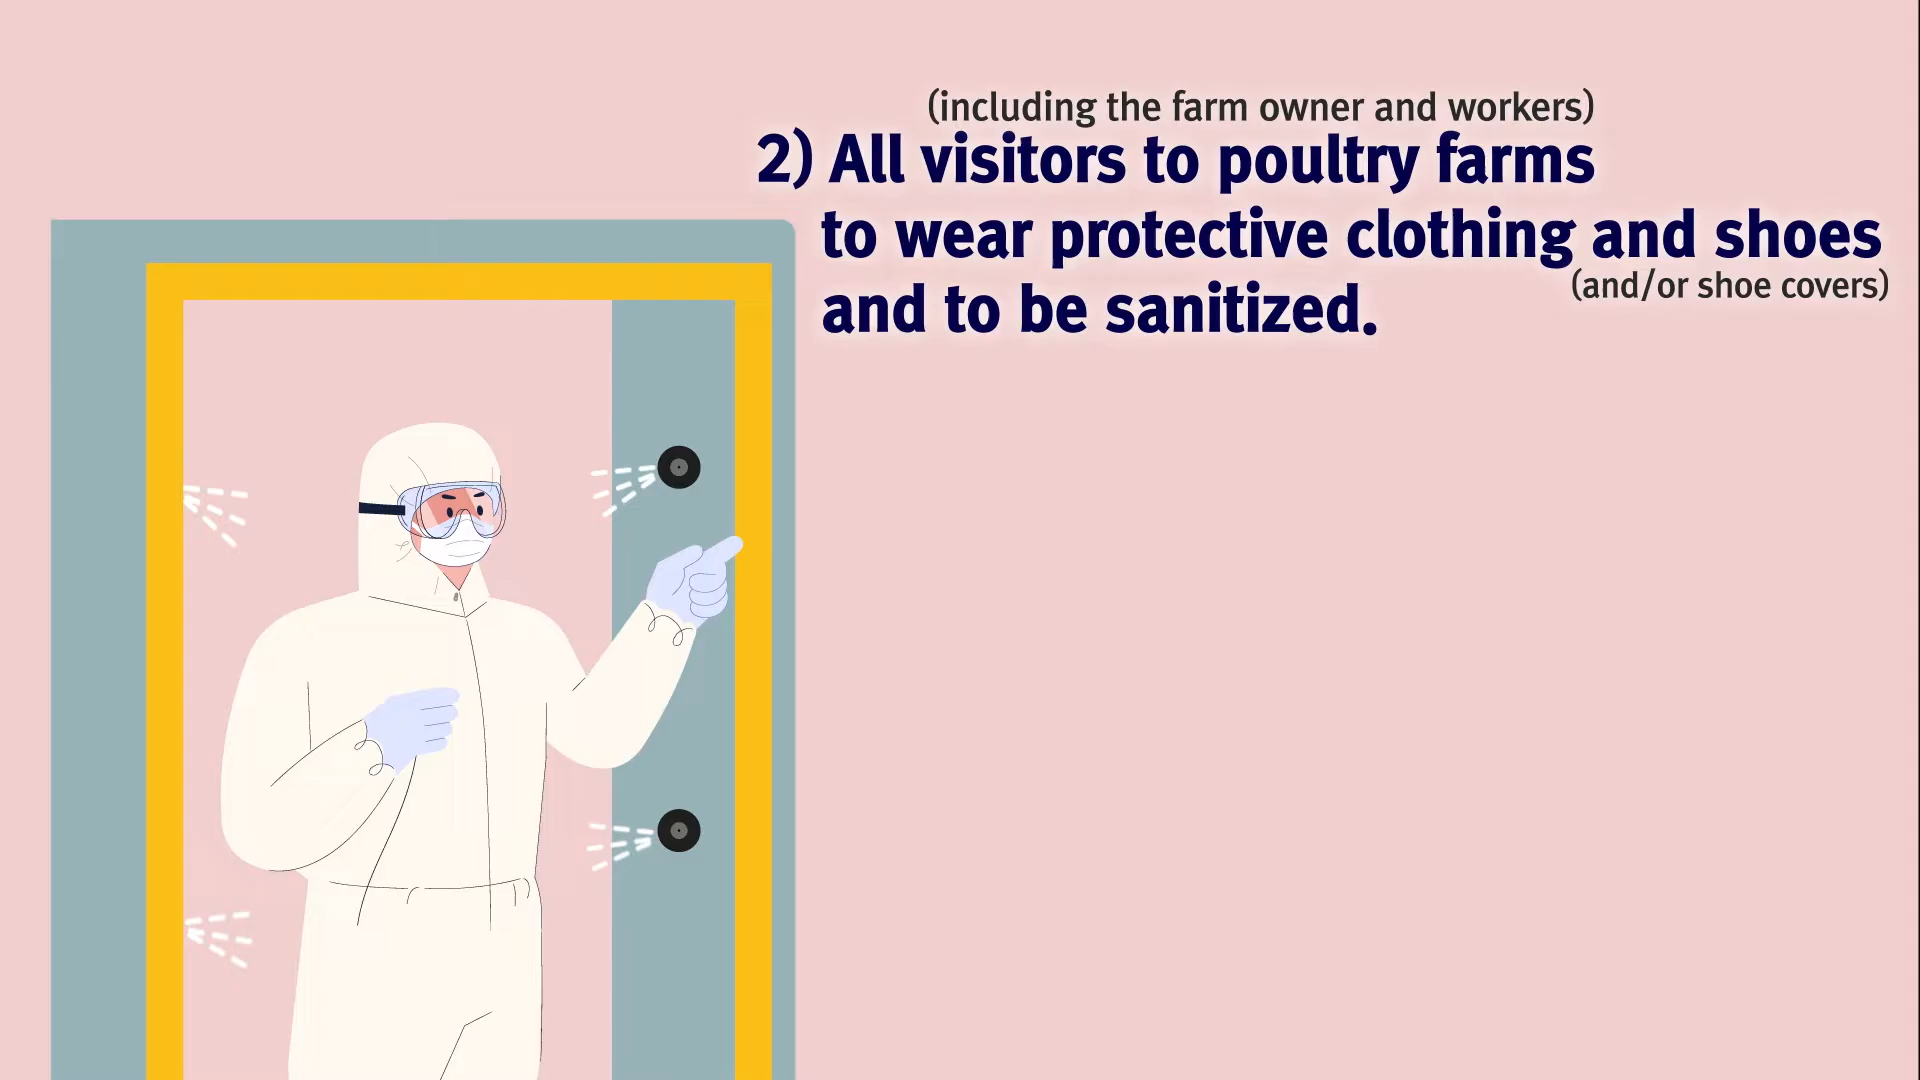 (including the farm owner and workers)
2) All visitors to poultry farms
to wear protective clothing and shoes
(and/or shoe covers)
and to be sanitized.